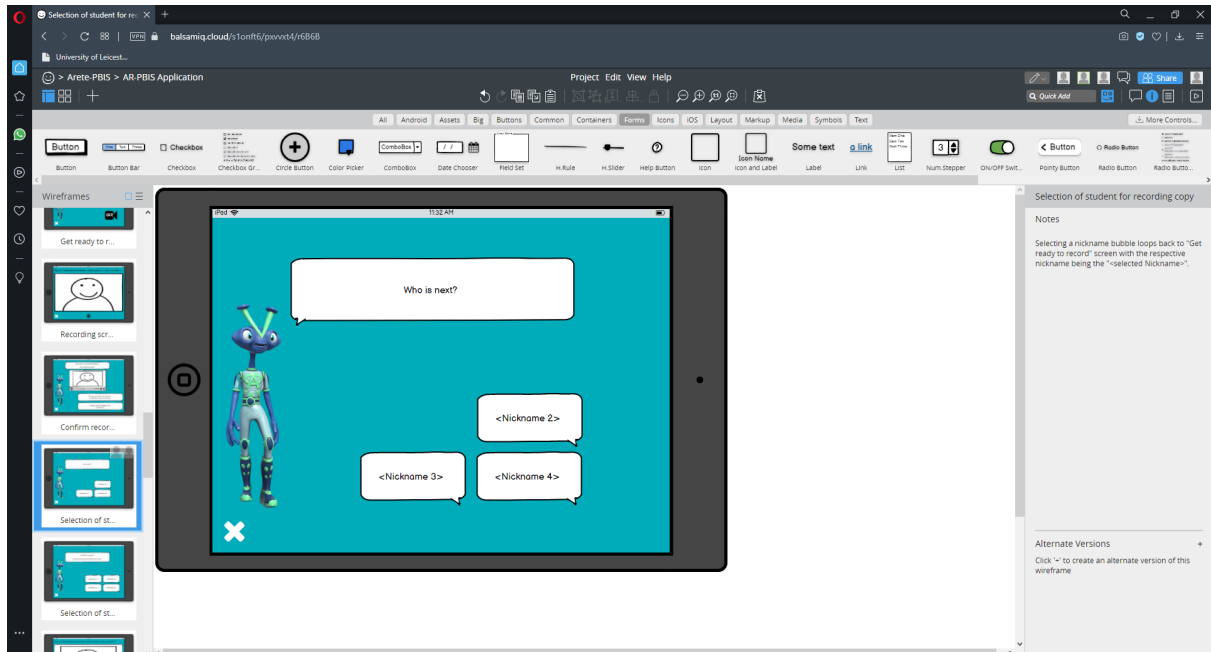 Selection of student for rec
VPN
balsamiq.cloud/s1onft6/pxvvxt4/r6B6B
University of Leicest...
> Arete-PBIS > AR-PBIS Application
Project Edit View Help
Share
Quick Add
All Android Assets Big Buttons Common Containers Forms Icons iOS Layout Markup Media Symbols Text
More Controls...
Button
Checkbox
ComboBox
/ /
Icon Name
Some text
a link
3
Button
Radio Button
Button
Button Bar
Checkbox
Checkbox Gr...
Circle Button
Color Picker
ComboBox
Date Chooser
Field Set
H.Rule
H.Slider
Help Button
Icon
Icon and Label
Label
Link
List
Num.Stepper
ON/OFF Swit...
Pointy Button
Radio Button
Radio Butto...
Wireframes
Get ready to r...
Recording scr...
Confirm recor...
Selection of st...
Selection of st...
iPad
11:32 AM
Who is next?
<Nickname 2>
<Nickname 3>
<Nickname 4>
Selection of student for recording copy
Notes
Selecting a nickname bubble loops back to "Get
ready to record" screen with the respective
nickname being the "<selected Nickname>".
Alternate Versions +
Click '+' to create an alternate version of this
wireframe